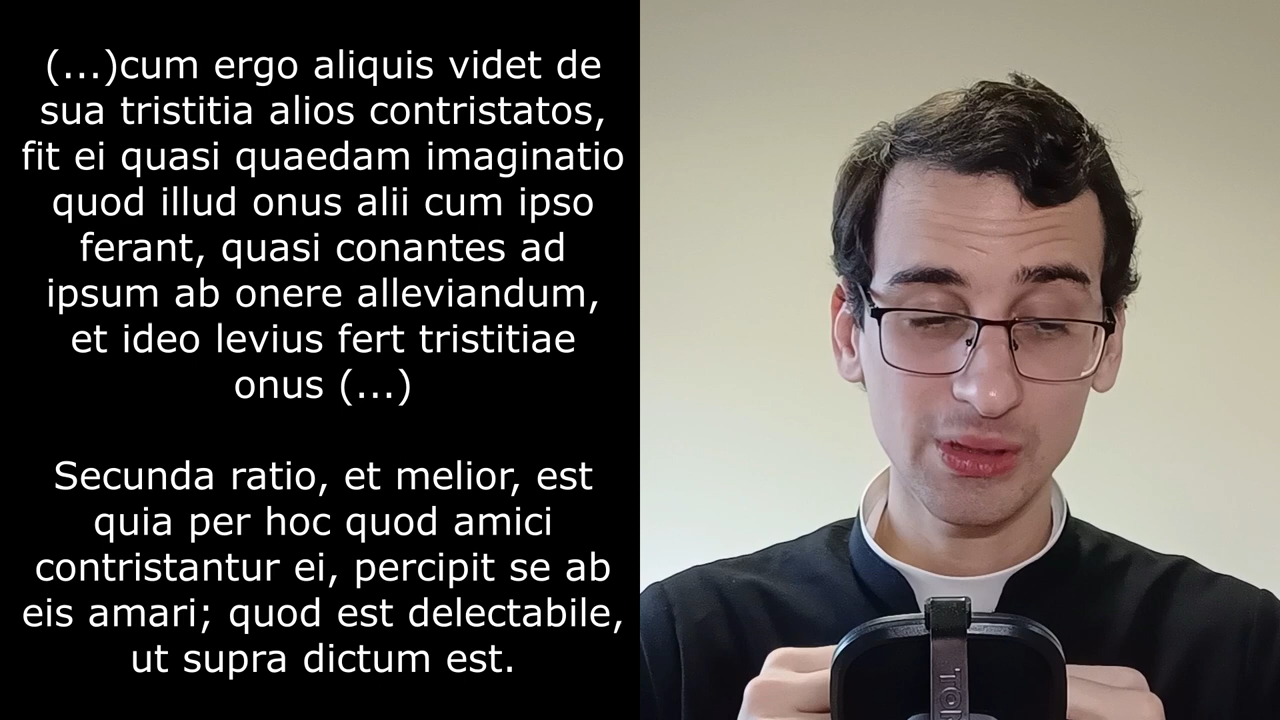 (...)cum ergo aliquis videt de
sua tristitia alios contristatos,
fit ei quasi quaedam imaginatio
quod illud onus alii cum ipso
ferant, quasi conantes ad
ipsum ab onere alleviandum,
et ideo levius fert tristitiae
onus (...)
Secunda ratio, et melior, est
quia per hoc quod amici
contristantur ei, percipit se ab
eis amari; quod est delectabile,
ut supra dictum est.